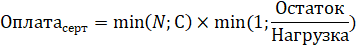 Оплата_серт = min(N; C) × min(1; Остаток/Нагрузка)